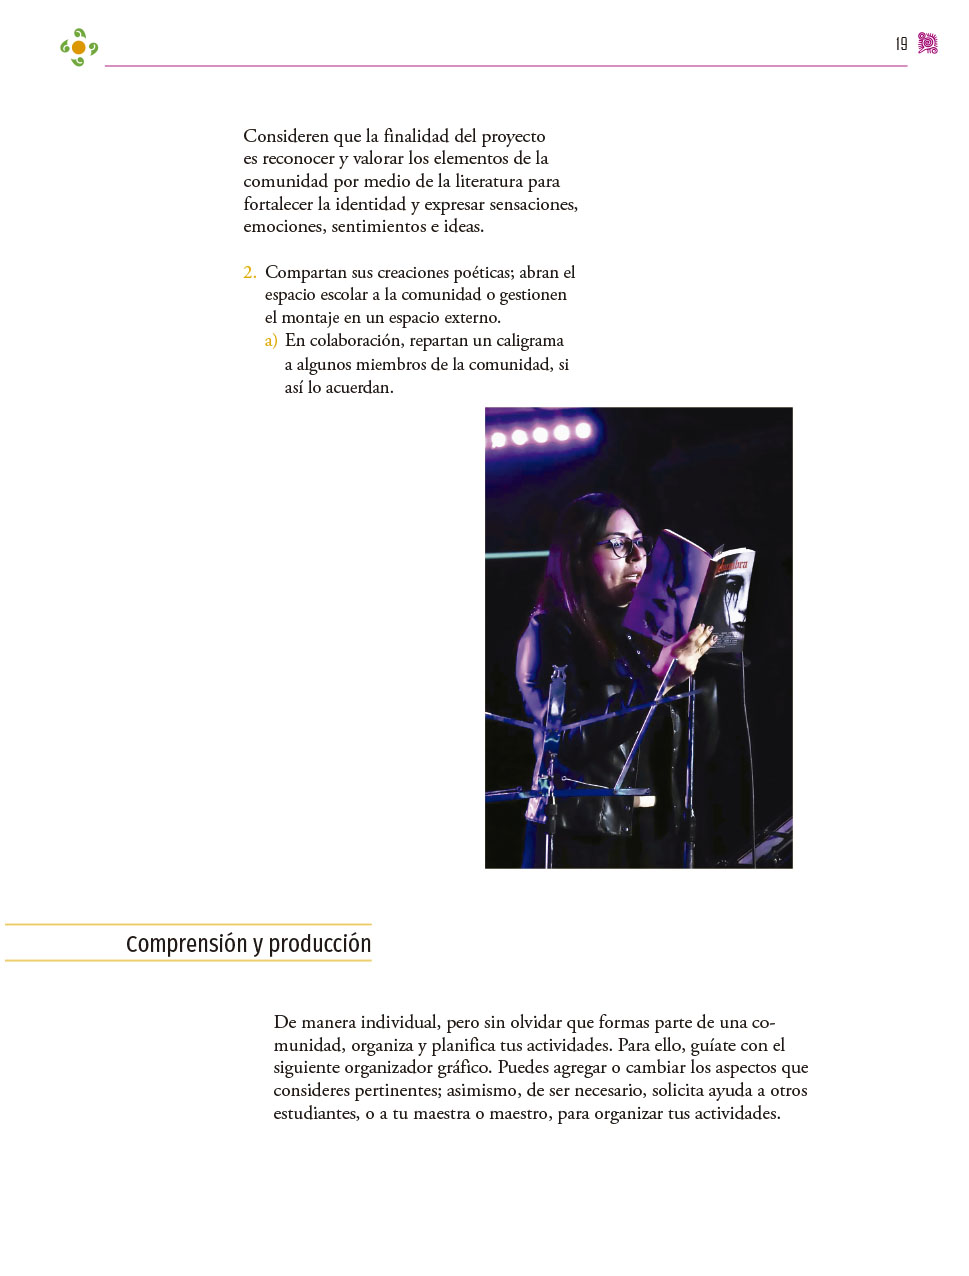 19
Consideren que la finalidad del proyecto
es reconocer y valorar los elementos de la
comunidad por medio de la literatura para
fortalecer la identidad y expresar sensaciones,
emociones, sentimientos e ideas.
2. Compartan sus creaciones poéticas; abran el
espacio escolar a la comunidad o gestionen
el montaje en un espacio externo.
a) En colaboración, repartan un caligrama
a algunos miembros de la comunidad, si
así lo acuerdan.
Comprensión y producción
De manera individual, pero sin olvidar que formas parte de una co-
munidad, organiza y planifica tus actividades. Para ello, guíate con el
siguiente organizador gráfico. Puedes agregar o cambiar los aspectos que
consideres pertinentes; asimismo, de ser necesario, solicita ayuda a otros
estudiantes, o a tu maestra o maestro, para organizar tus actividades.